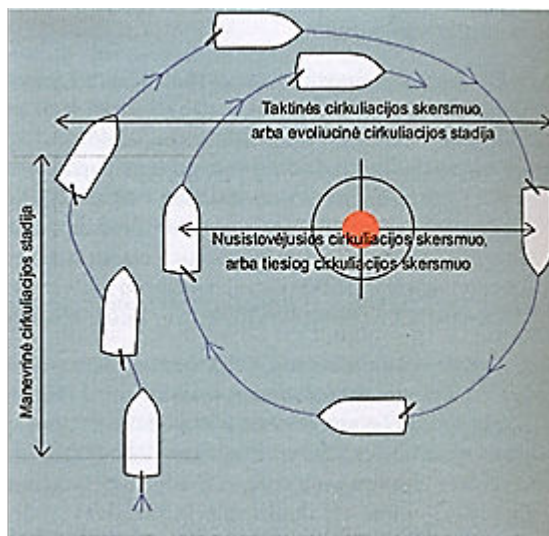 Taktinės cirkuliacijos skersmuo,
arba evoliucinė cirkuliacijos stadija
Nusistovėjusios cirkuliacijos skersmuo,
arba tiesiog cirkuliacijos skersmuo
Manevrinė cirkuliacijos stadija